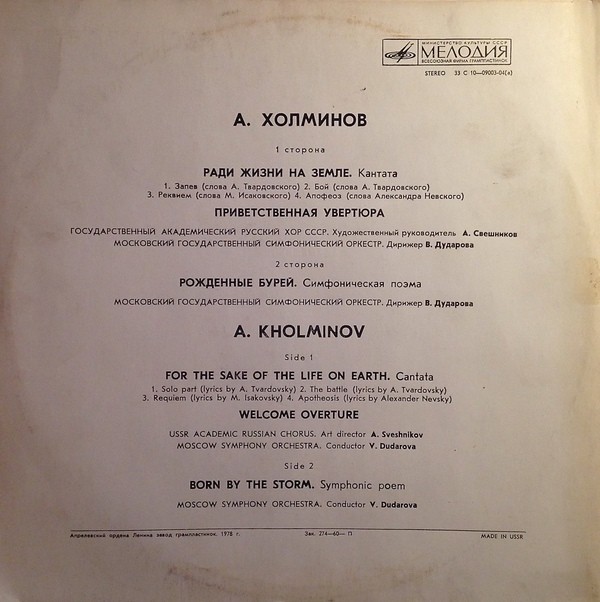 МИНИСТЕРСТВО КУЛЬТУРЫ СССР
МЕЛОДИЯ
ВСЕСОЮЗНАЯ ФИРМА ГРАМПЛАСТИНОК
STEREO 33 С 10—09003-04(а)
А. ХОЛМИНОВ
1 сторона
РАДИ ЖИЗНИ НА ЗЕМЛЕ. Кантата
1. Запев (слова А. Твардовского) 2. Бой (слова А. Твардовского)
3. Реквием (слова М. Исаковского) 4. Апофеоз (слова Александра Невского)
ПРИВЕТСТВЕННАЯ УВЕРТЮРА
ГОСУДАРСТВЕННЫЙ АКАДЕМИЧЕСКИЙ РУССКИЙ ХОР СССР. Художественный руководитель А. Свешников
МОСКОВСКИЙ ГОСУДАРСТВЕННЫЙ СИМФОНИЧЕСКИЙ ОРКЕСТР. Дирижер В. Дударова
2 сторона
РОЖДЕННЫЕ БУРЕЙ. Симфоническая поэма
МОСКОВСКИЙ ГОСУДАРСТВЕННЫЙ СИМФОНИЧЕСКИЙ ОРКЕСТР. Дирижер В. Дударова
A. KHOLMINOV
Side 1
FOR THE SAKE OF THE LIFE ON EARTH. Cantata
1. Solo part (lyrics by A. Tvardovsky) 2. The battle (lyrics by A. Tvardovsky)
3. Requiem (lyrics by M. Isakovsky) 4. Apotheosis (lyrics by Alexander Nevsky)
WELCOME OVERTURE
USSR ACADEMIC RUSSIAN CHORUS. Art director A. Sveshnikov
MOSCOW SYMPHONY ORCHESTRA. Conductor V. Dudarova
Side 2
BORN BY THE STORM. Symphonic poem
MOSCOW SYMPHONY ORCHESTRA. Conductor V. Dudarova
Апрелевский ордена Ленина завод грампластинок. 1978 г. Зак. 274—60— П MADE IN USSR